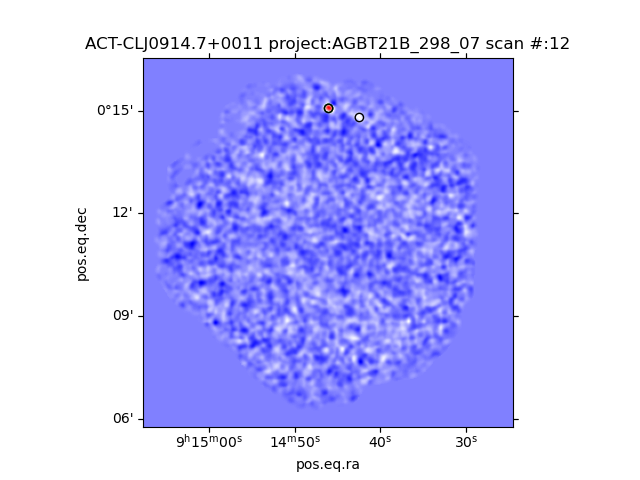 ACT-CLJ0914.7+0011 project:AGBT21B_298_07 scan #:12
pos.eq.dec
0°15'
12'
09'
06'
9ʰ15ᵐ00ˢ 14ᵐ50ˢ 40ˢ 30ˢ
pos.eq.ra